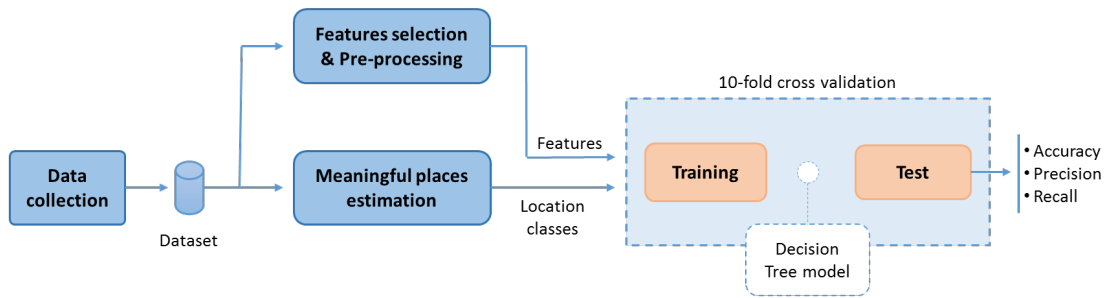 Features selection
& Pre-processing
10-fold cross validation
Features
Data
collection
Dataset
Meaningful places
estimation
Location
classes
Training
Test
Decision
Tree model
• Accuracy
• Precision
• Recall